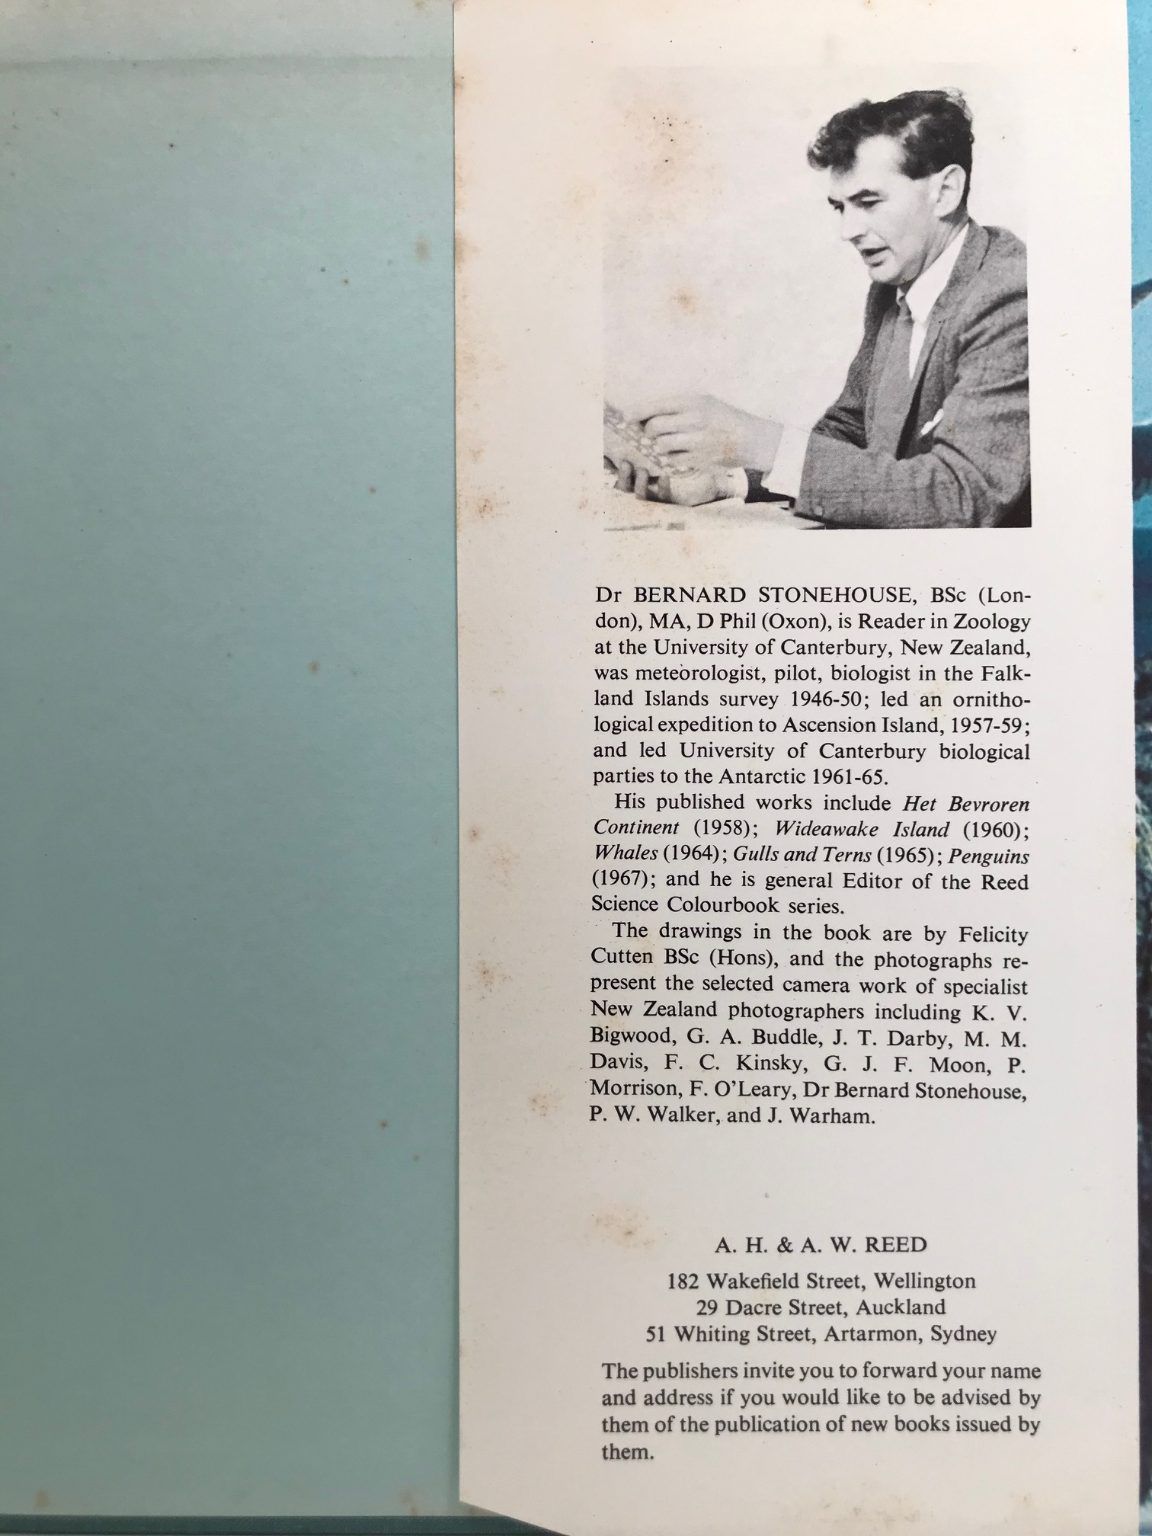 Dr BERNARD STONEHOUSE, BSc (Lon-
don), MA, D Phil (Oxon), is Reader in Zoology
at the University of Canterbury, New Zealand,
was meteorologist, pilot, biologist in the Falk-
land Islands survey 1946-50; led an ornitho-
logical expedition to Ascension Island, 1957-59;
and led University of Canterbury biological
parties to the Antarctic 1961-65.
His published works include Het Bevroren
Continent (1958); Wideawake Island (1960);
Whales (1964); Gulls and Terns (1965); Penguins
(1967); and he is general Editor of the Reed
Science Colourbook series.
The drawings in the book are by Felicity
Cutten BSc (Hons), and the photographs re-
present the selected camera work of specialist
New Zealand photographers including K. V.
Bigwood, G. A. Buddle, J. T. Darby, M. M.
Davis, F. C. Kinsky, G. J. F. Moon, P.
Morrison, F. O'Leary, Dr Bernard Stonehouse,
P. W. Walker, and J. Warham.
A. H. & A. W. REED
182 Wakefield Street, Wellington
29 Dacre Street, Auckland
51 Whiting Street, Artarmon, Sydney
The publishers invite you to forward your name
and address if you would like to be advised by
them of the publication of new books issued by
them.